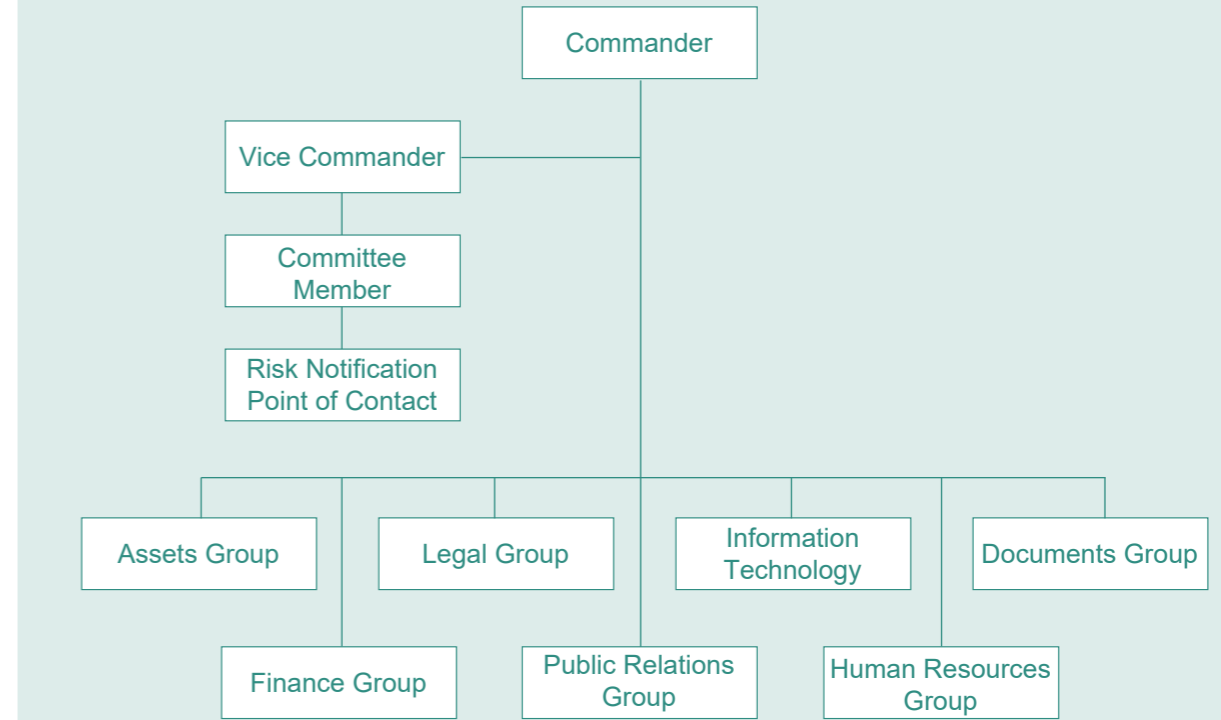 Commander
Vice Commander
Committee
Member
Risk Notification
Point of Contact
Assets Group
Legal Group
Information
Technology
Documents Group
Finance Group
Public Relations
Group
Human Resources
Group